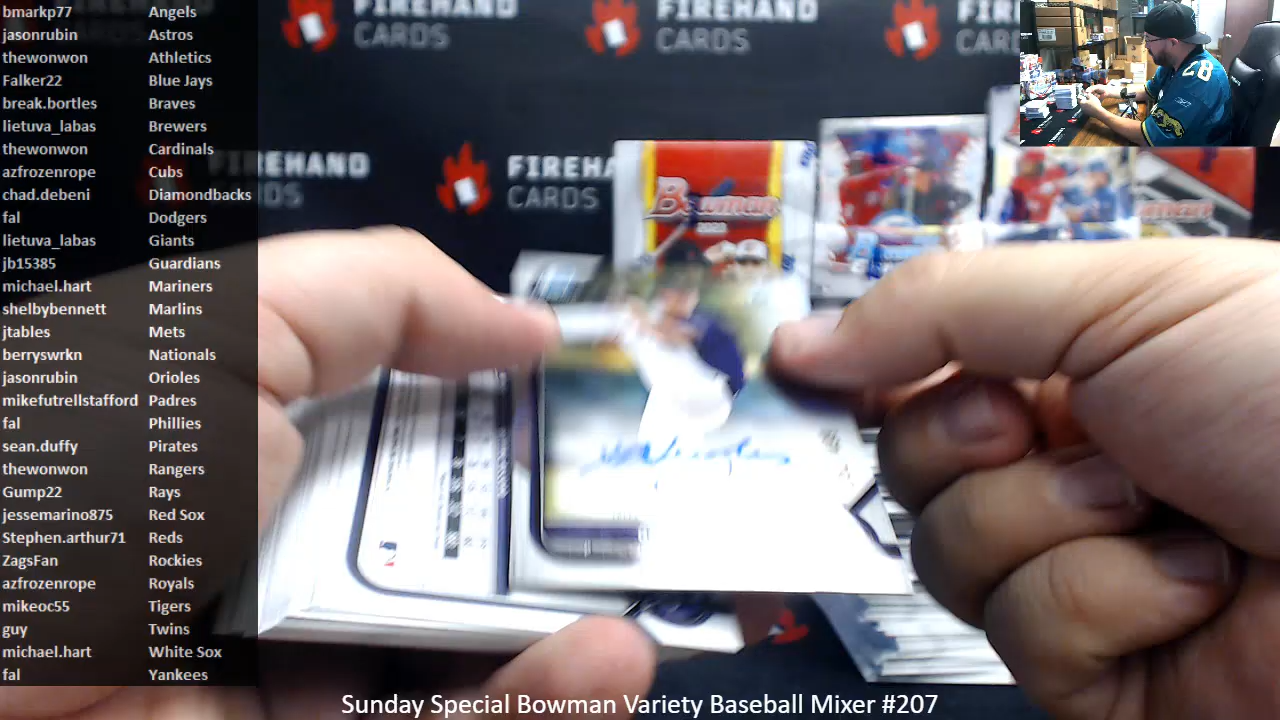 bmarkp77 Angels
jasonrubin Astros
thewonwon Athletics
Falker22 Blue Jays
break.bortles Braves
lietuva_labas Brewers
thewonwon Cardinals
azfrozenrope Cubs
chad.debeni Diamondbacks
fal Dodgers
lietuva_labas Giants
jb15385 Guardians
michael.hart Mariners
shelbybennett Marlins
jtables Mets
berryswrkn Nationals
jasonrubin Orioles
mikefutrellstafford Padres
fal Phillies
sean.duffy Pirates
thewonwon Rangers
Gump22 Rays
jessemarino875 Red Sox
Stephen.arthur71 Reds
ZagsFan Rockies
azfrozenrope Royals
mikeoc55 Tigers
guy Twins
michael.hart White Sox
fal Yankees
FIREHAND CARDS
FIREHAND CARDS
FIREHAND CARDS
FIREHAND CARDS
Bowman
28
Sunday Special Bowman Variety Baseball Mixer #207